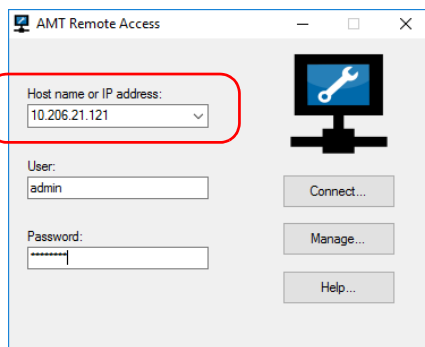 AMT Remote Access
Host name or IP address:
10.206.21.121
User:
admin
Connect...
Password:
Manage...
********
Help...